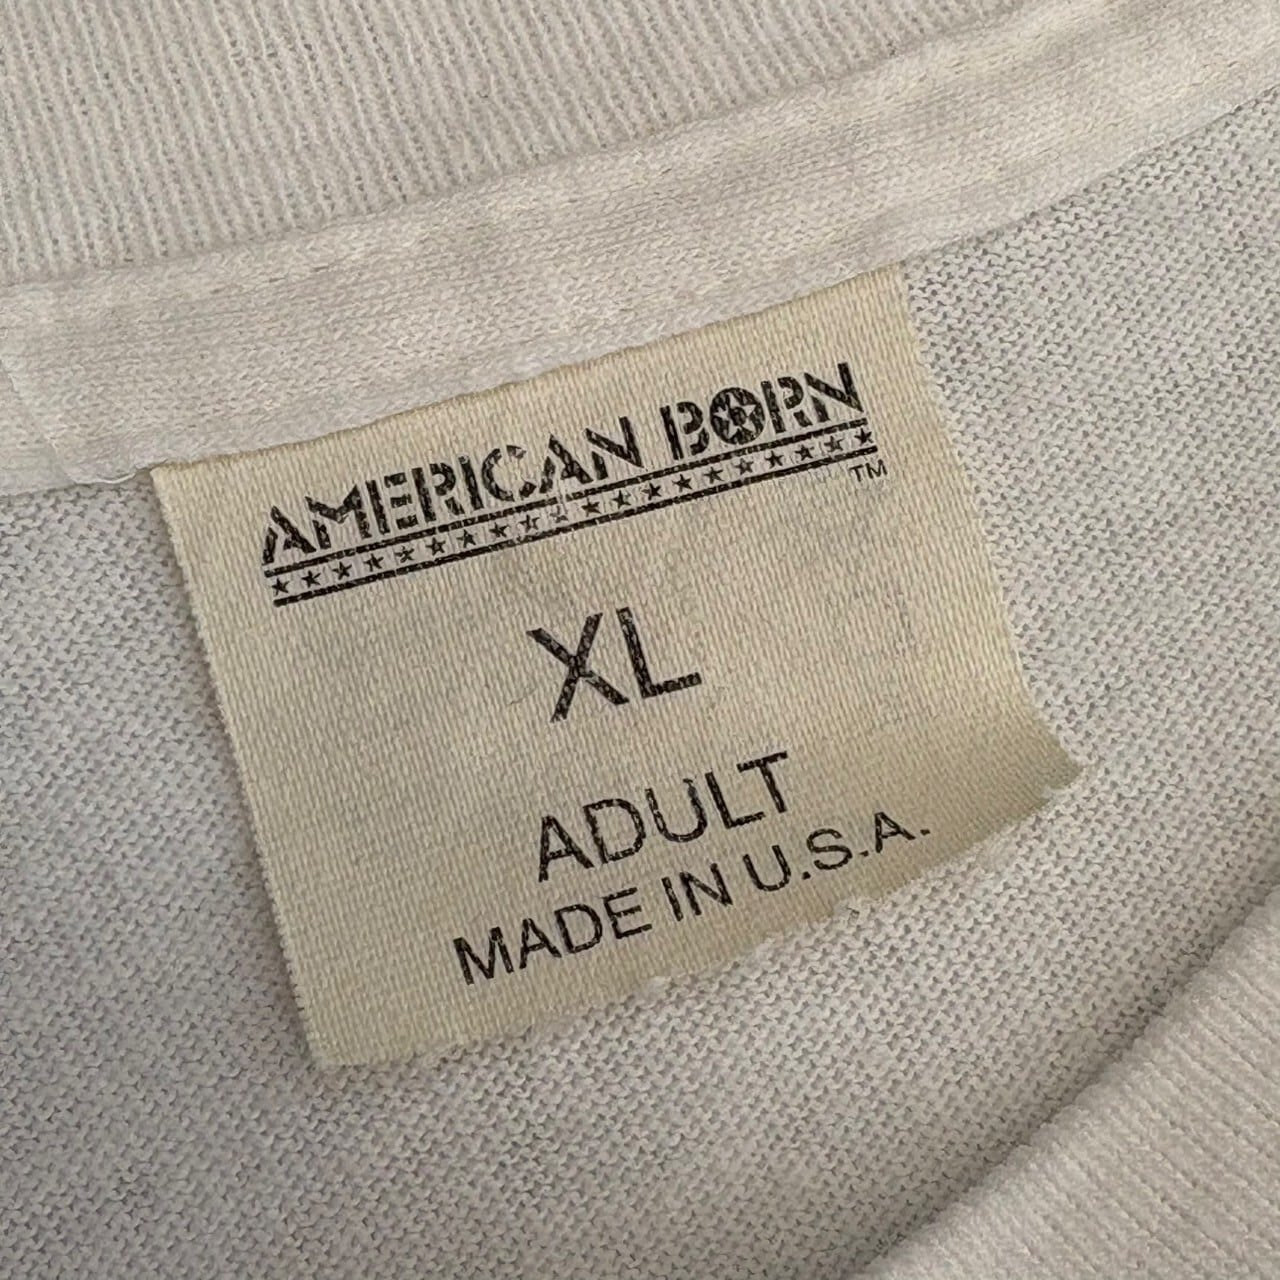 AMERICAN BORN
TM
XL
ADULT
MADE IN U.S.A.